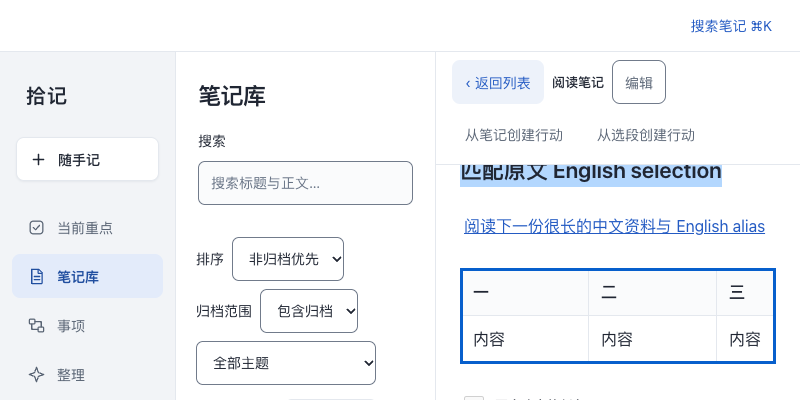 搜索笔记 ⌘K
拾记
随手记
当前重点
笔记库
事项
整理
笔记库
搜索
搜索标题与正文...
排序 非归档优先
归档范围 包含归档
全部主题
‹ 返回列表 阅读笔记 编辑
从笔记创建行动 从选段创建行动
匹配原文 English selection
阅读下一份很长的中文资料与 English alias
一 二 三
内容 内容 内容